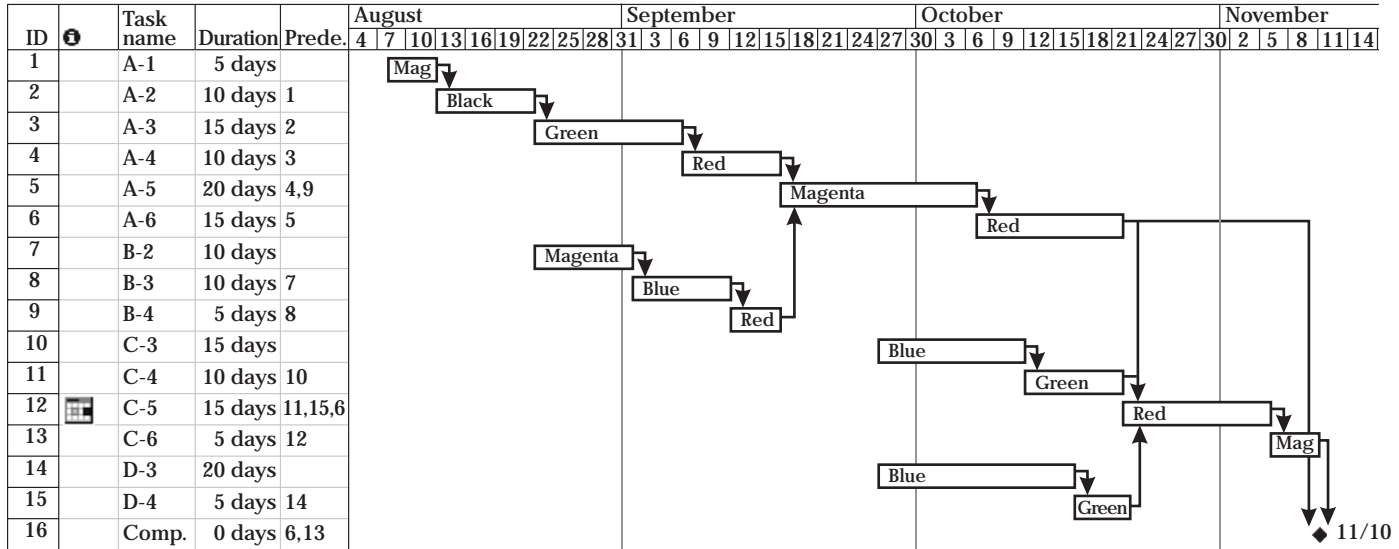 August September October November
ID Task name Duration Prede. 4 7 10 13 16 19 22 25 28 31 3 6 9 12 15 18 21 24 27 30 3 6 9 12 15 18 21 24 27 30 2 5 8 11 14
1 A-1 5 days Mag
2 A-2 10 days 1 Black
3 A-3 15 days 2 Green
4 A-4 10 days 3 Red
5 A-5 20 days 4,9 Magenta
6 A-6 15 days 5 Red
7 B-2 10 days Magenta
8 B-3 10 days 7 Blue
9 B-4 5 days 8 Red
10 C-3 15 days Blue
11 C-4 10 days 10 Green
12 C-5 15 days 11,15,6 Red
13 C-6 5 days 12 Mag
14 D-3 20 days Blue
15 D-4 5 days 14 Green
16 Comp. 0 days 6,13 11/10